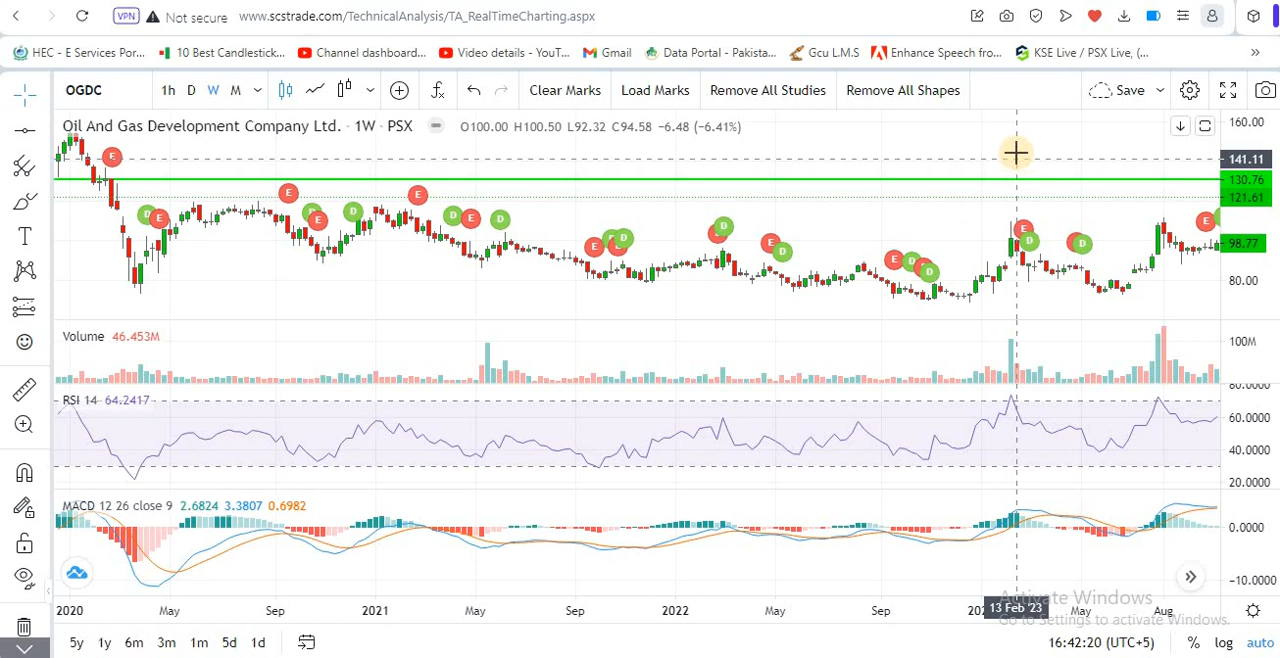 VPN Not secure www.scstrade.com/TechnicalAnalysis/TA_RealTimeCharting.aspx
HEC - E Services Por... 10 Best Candlestick... Channel dashboard... Video details - YouT... Gmail Data Portal - Pakista... Gcu L.M.S Enhance Speech fro... KSE Live / PSX Live, (... »
OGDC 1h D W M Clear Marks Load Marks Remove All Studies Remove All Shapes Save
Oil And Gas Development Company Ltd. · 1W · PSX O100.00 H100.50 L92.32 C94.58 −6.48 (−6.41%)
160.00
141.11
130.76
121.61
98.77
80.00
E E E E E E E E E E E E E E
D D D D D D D D D D D D
Volume 46.453M
100M
RSI 14 64.2417
80.0000
60.0000
40.0000
20.0000
MACD 12 26 close 9 2.6824 3.3807 0.6982
0.0000
−10.0000
2020 May Sep 2021 May Sep 2022 May Sep 13 Feb '23 May Aug
Activate Windows
Go to Settings to activate Windows.
5y 1y 6m 3m 1m 5d 1d 16:42:20 (UTC+5) % log auto